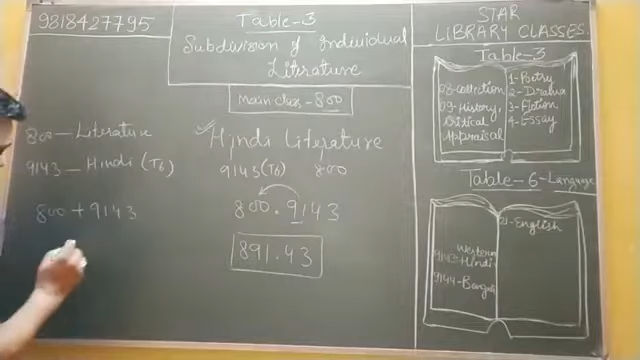 9818427795
Table-3
Subdivision of Individual
Literature
main class-800
800 — Literature
9143 — Hindi (T6)
800 + 9143
Hindi Literature
9143(T6) 800
800.9143
891.43
STAR
LIBRARY CLASSES
Table-3
08-collection
09-History,
Critical
Appraisal
1-Poetry
2-Drama
3-Fiction
4-Essay
Table-6-Language
Western
9143-Hindi
9144-Bengali
21-English